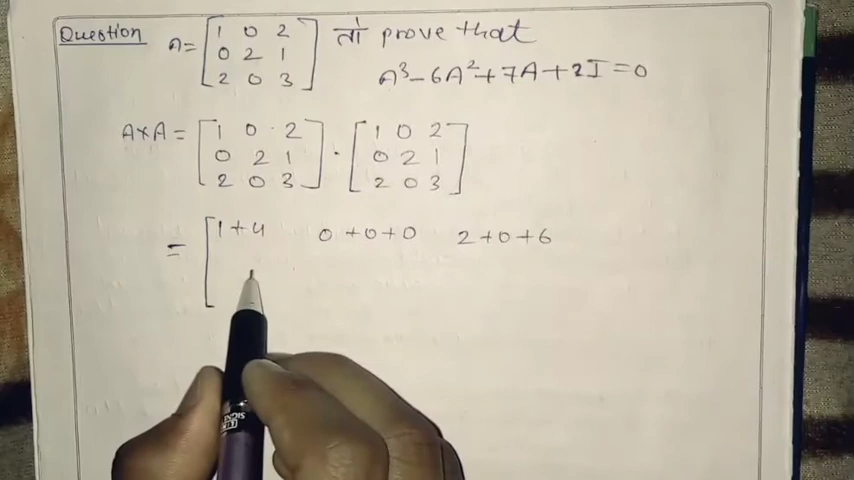 Question A = [ 1 0 2 तो prove that
0 2 1
2 0 3 ] A³ - 6A² + 7A + 2I = 0
A×A = [ 1 0 2 ] . [ 1 0 2 ]
0 2 1 0 2 1
2 0 3 2 0 3
= [ 1+4 0+0+0 2+0+6